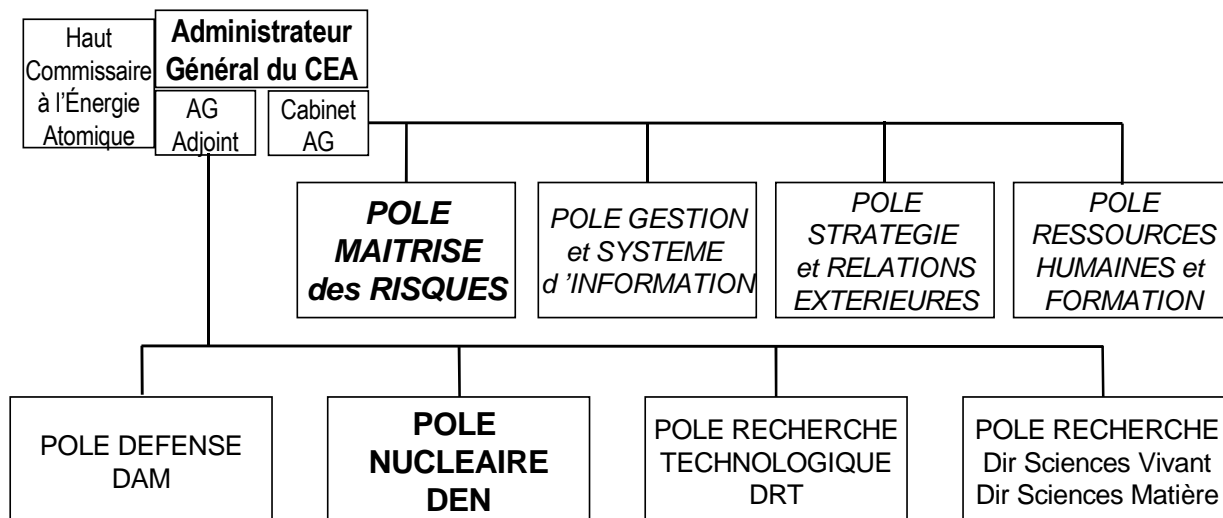 Haut
Commissaire
à l'Énergie
Atomique
Administrateur
Général du CEA
AG
Adjoint
Cabinet
AG
POLE
MAITRISE
des RISQUES
POLE GESTION
et SYSTEME
d 'INFORMATION
POLE
STRATEGIE
et RELATIONS
EXTERIEURES
POLE
RESSOURCES
HUMAINES et
FORMATION
POLE DEFENSE
DAM
POLE
NUCLEAIRE
DEN
POLE RECHERCHE
TECHNOLOGIQUE
DRT
POLE RECHERCHE
Dir Sciences Vivant
Dir Sciences Matière